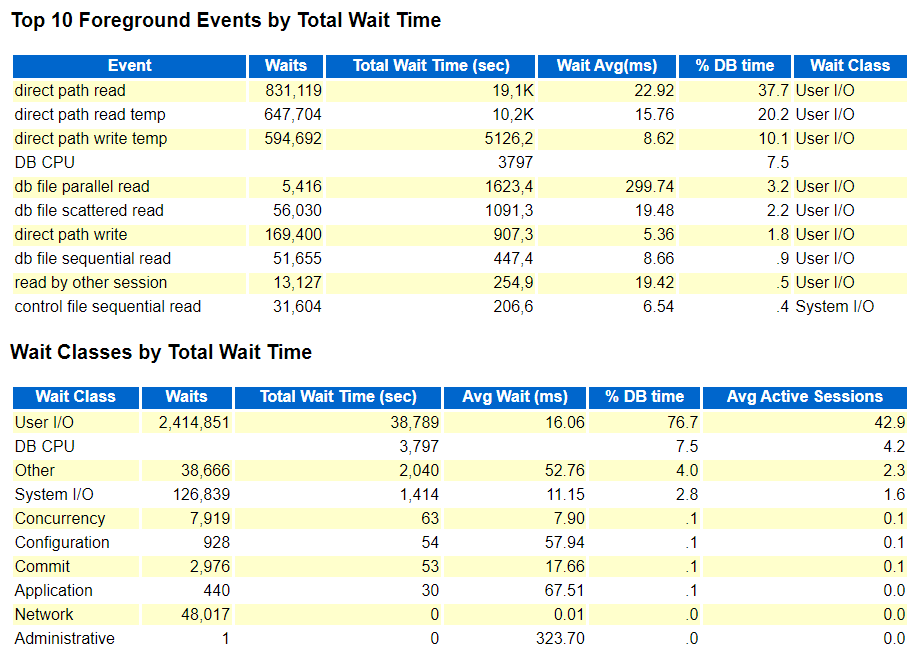 Top 10 Foreground Events by Total Wait Time
Event Waits Total Wait Time (sec) Wait Avg(ms) % DB time Wait Class
direct path read 831,119 19,1K 22.92 37.7 User I/O
direct path read temp 647,704 10,2K 15.76 20.2 User I/O
direct path write temp 594,692 5126,2 8.62 10.1 User I/O
DB CPU 3797 7.5
db file parallel read 5,416 1623,4 299.74 3.2 User I/O
db file scattered read 56,030 1091,3 19.48 2.2 User I/O
direct path write 169,400 907,3 5.36 1.8 User I/O
db file sequential read 51,655 447,4 8.66 .9 User I/O
read by other session 13,127 254,9 19.42 .5 User I/O
control file sequential read 31,604 206,6 6.54 .4 System I/O
Wait Classes by Total Wait Time
Wait Class Waits Total Wait Time (sec) Avg Wait (ms) % DB time Avg Active Sessions
User I/O 2,414,851 38,789 16.06 76.7 42.9
DB CPU 3,797 7.5 4.2
Other 38,666 2,040 52.76 4.0 2.3
System I/O 126,839 1,414 11.15 2.8 1.6
Concurrency 7,919 63 7.90 .1 0.1
Configuration 928 54 57.94 .1 0.1
Commit 2,976 53 17.66 .1 0.1
Application 440 30 67.51 .1 0.0
Network 48,017 0 0.01 .0 0.0
Administrative 1 0 323.70 .0 0.0